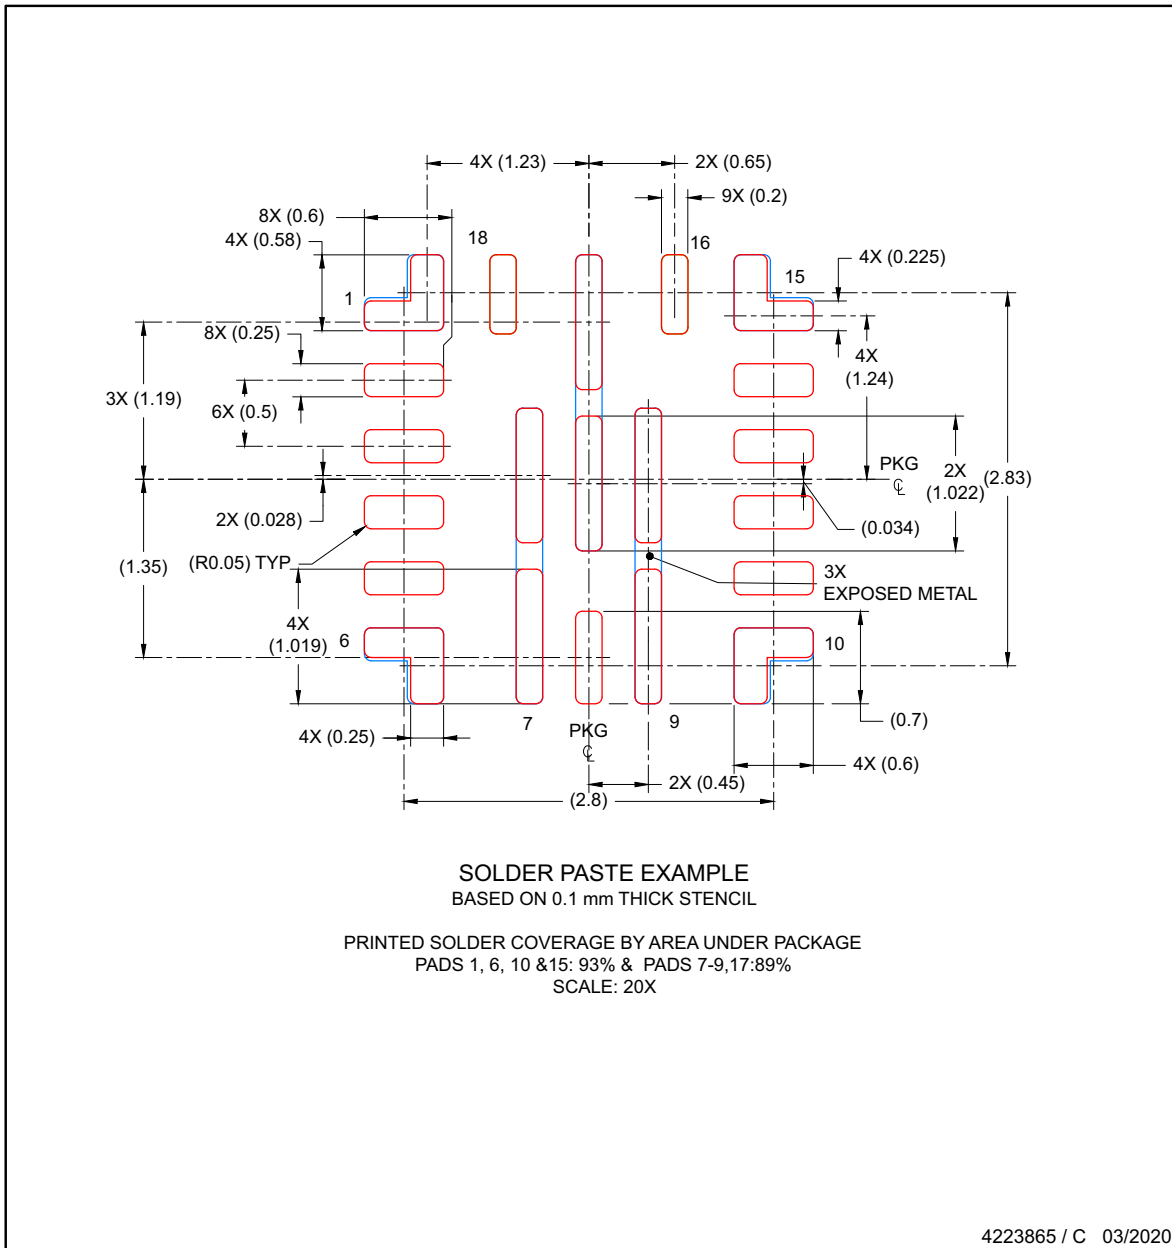 4X (1.23)
2X (0.65)
9X (0.2)
8X (0.6)
18
16
4X (0.58)
4X (0.225)
15
1
8X (0.25)
4X
(1.24)
3X (1.19)
6X (0.5)
PKG
2X
(1.022)
(2.83)
2X (0.028)
(0.034)
(R0.05) TYP
(1.35)
3X
EXPOSED METAL
4X
(1.019)
6
10
7
9
(0.7)
PKG
4X (0.25)
4X (0.6)
2X (0.45)
(2.8)
SOLDER PASTE EXAMPLE
BASED ON 0.1 mm THICK STENCIL
PRINTED SOLDER COVERAGE BY AREA UNDER PACKAGE
PADS 1, 6, 10 &15: 93% & PADS 7-9,17:89%
SCALE: 20X
4223865 / C 03/2020